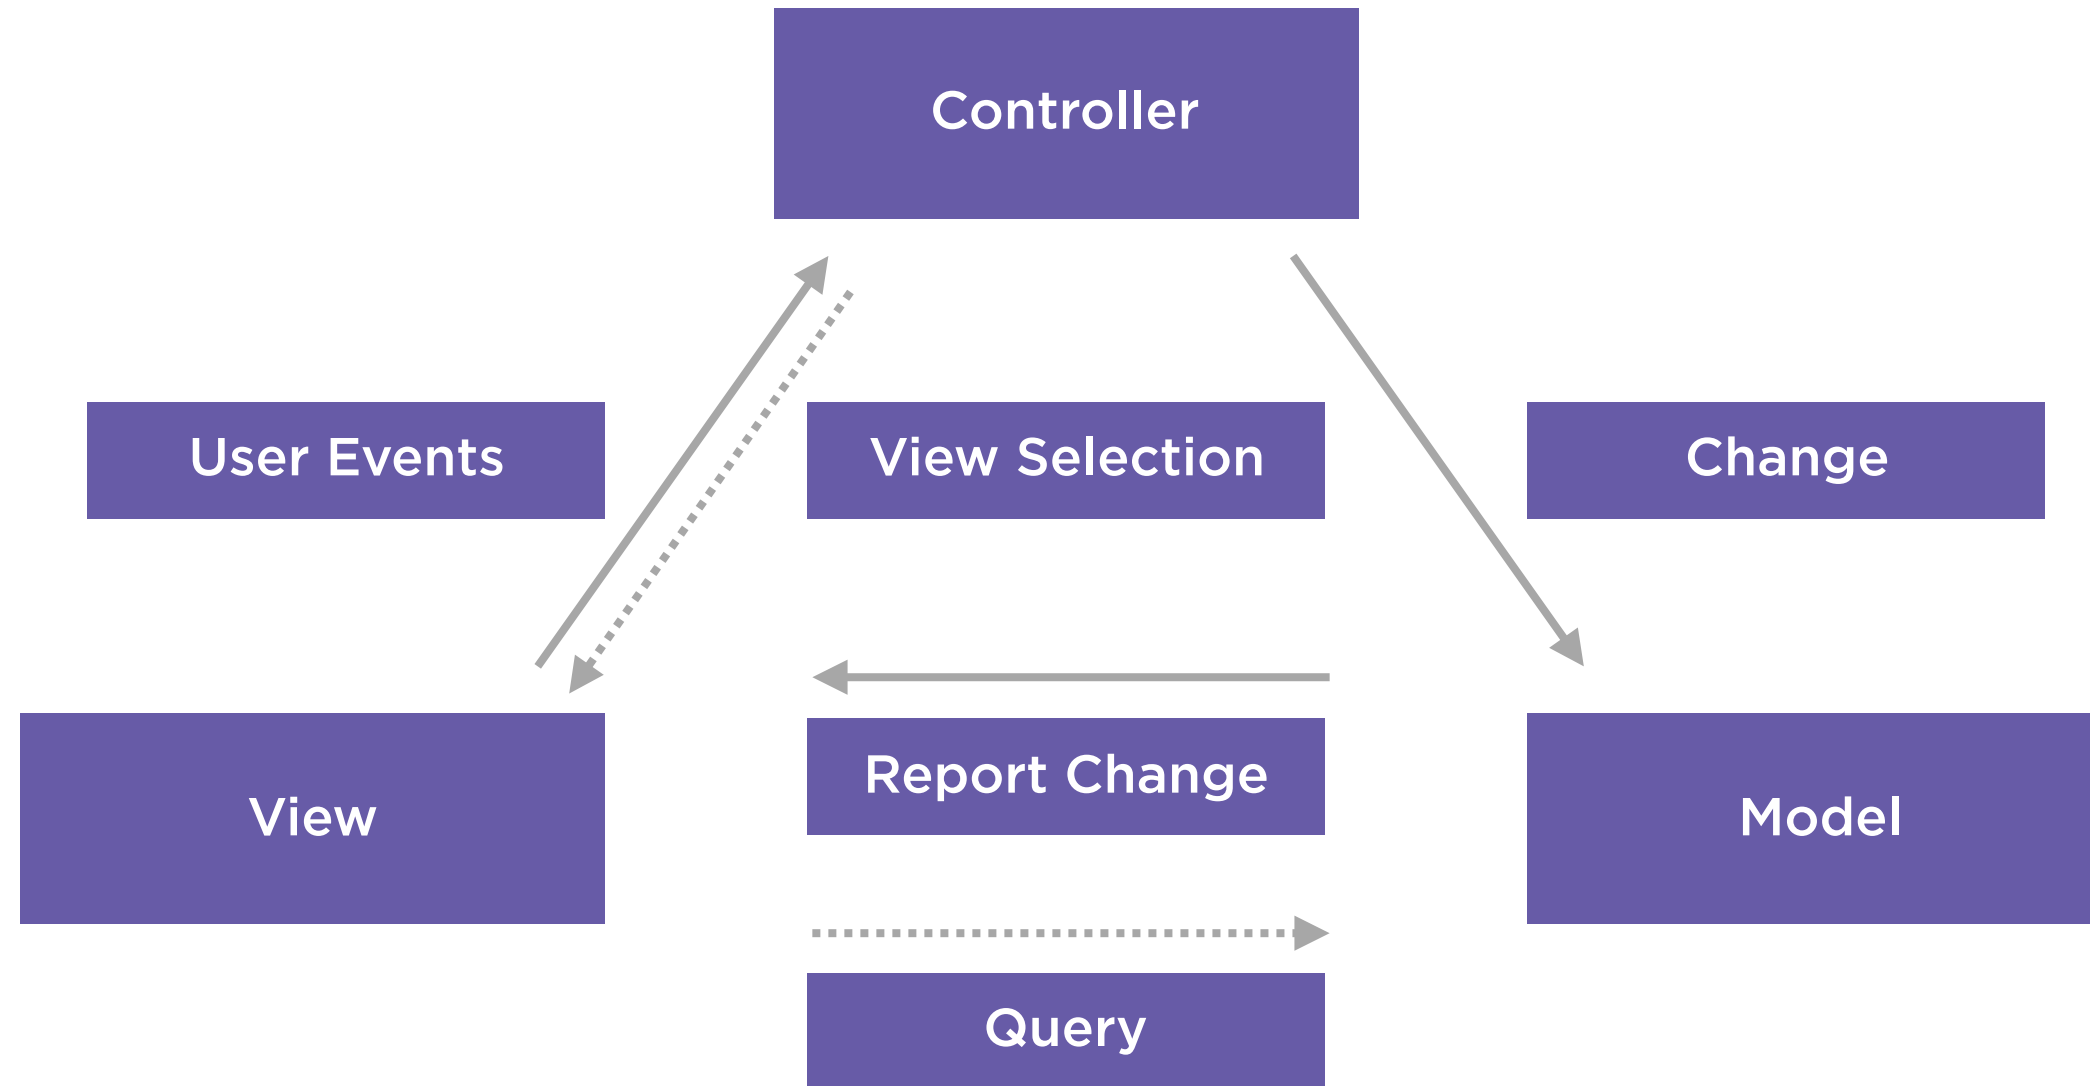 Controller
User Events
View Selection
Change
View
Report Change
Model
Query